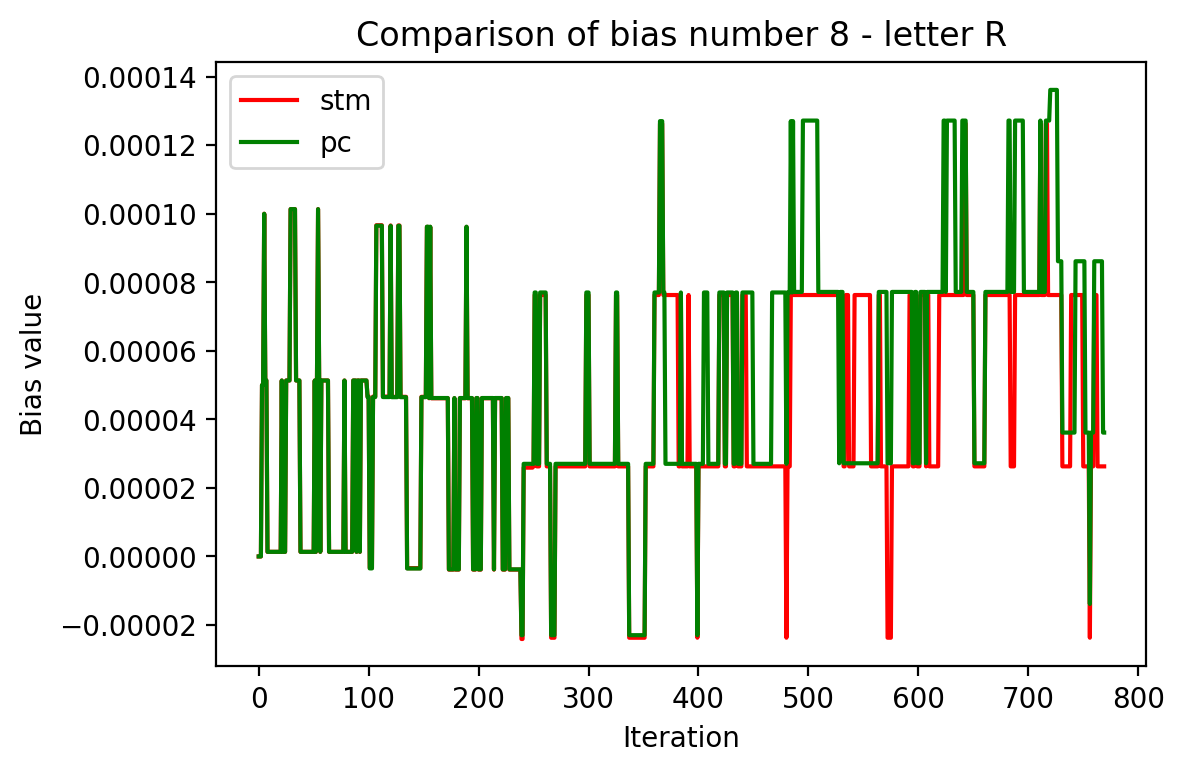 Comparison of bias number 8 - letter R
stm
pc
0.00014
0.00012
0.00010
0.00008
0.00006
0.00004
0.00002
0.00000
−0.00002
Bias value
0 100 200 300 400 500 600 700 800
Iteration